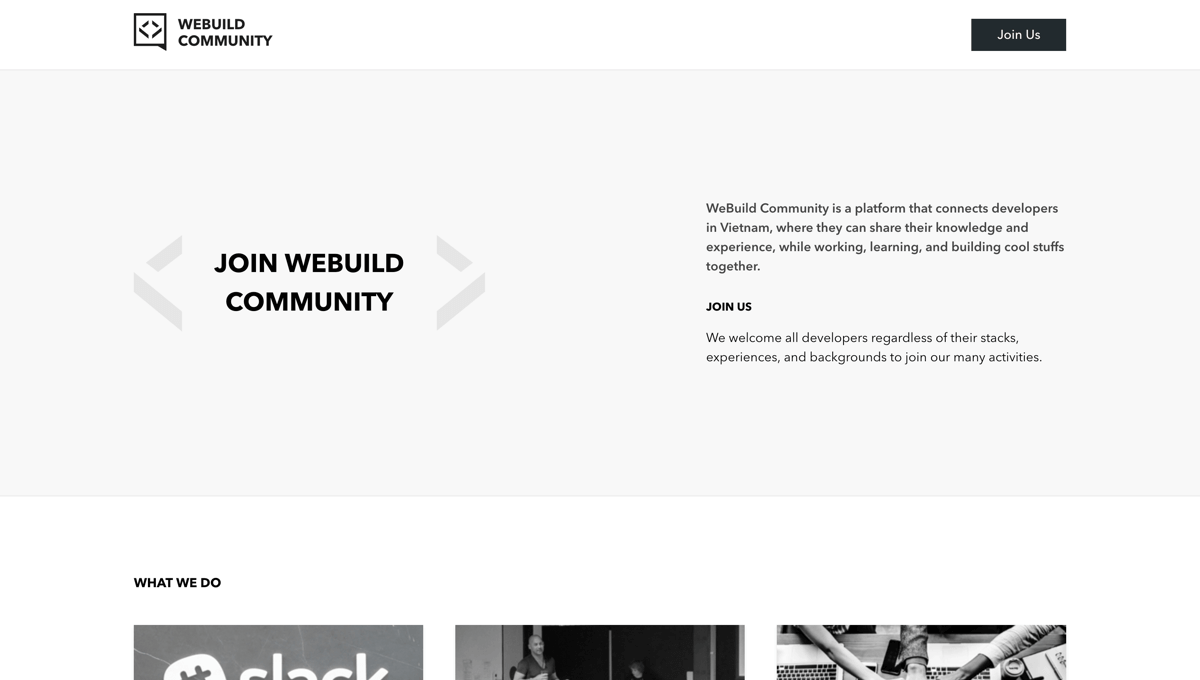 WEBUILD
COMMUNITY
Join Us
JOIN WEBUILD
COMMUNITY
WeBuild Community is a platform that connects developers
in Vietnam, where they can share their knowledge and
experience, while working, learning, and building cool stuffs
together.
JOIN US
We welcome all developers regardless of their stacks,
experiences, and backgrounds to join our many activities.
WHAT WE DO
slack